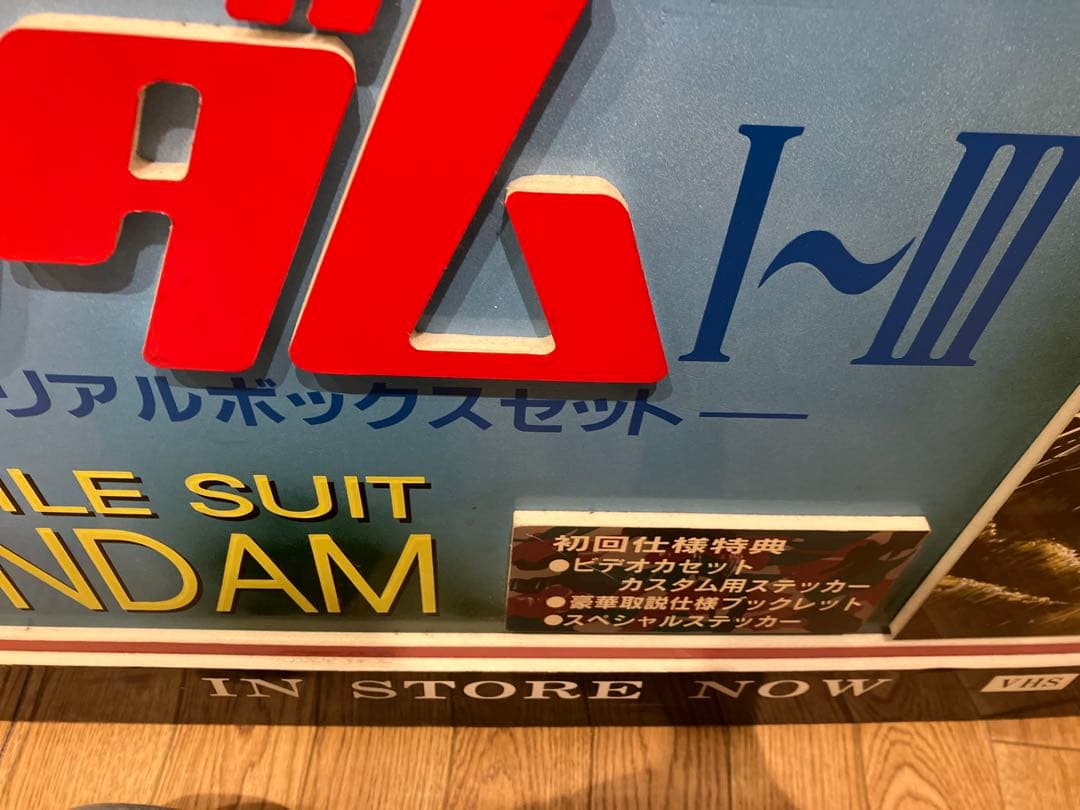 ダム I~III
リアルボックスセット
ILE SUIT
NDAM
初回仕様特典
●ビデオカセット
カスタム用ステッカー
●豪華取説仕様ブックレット
●スペシャルステッカー
IN STORE NOW
VHS